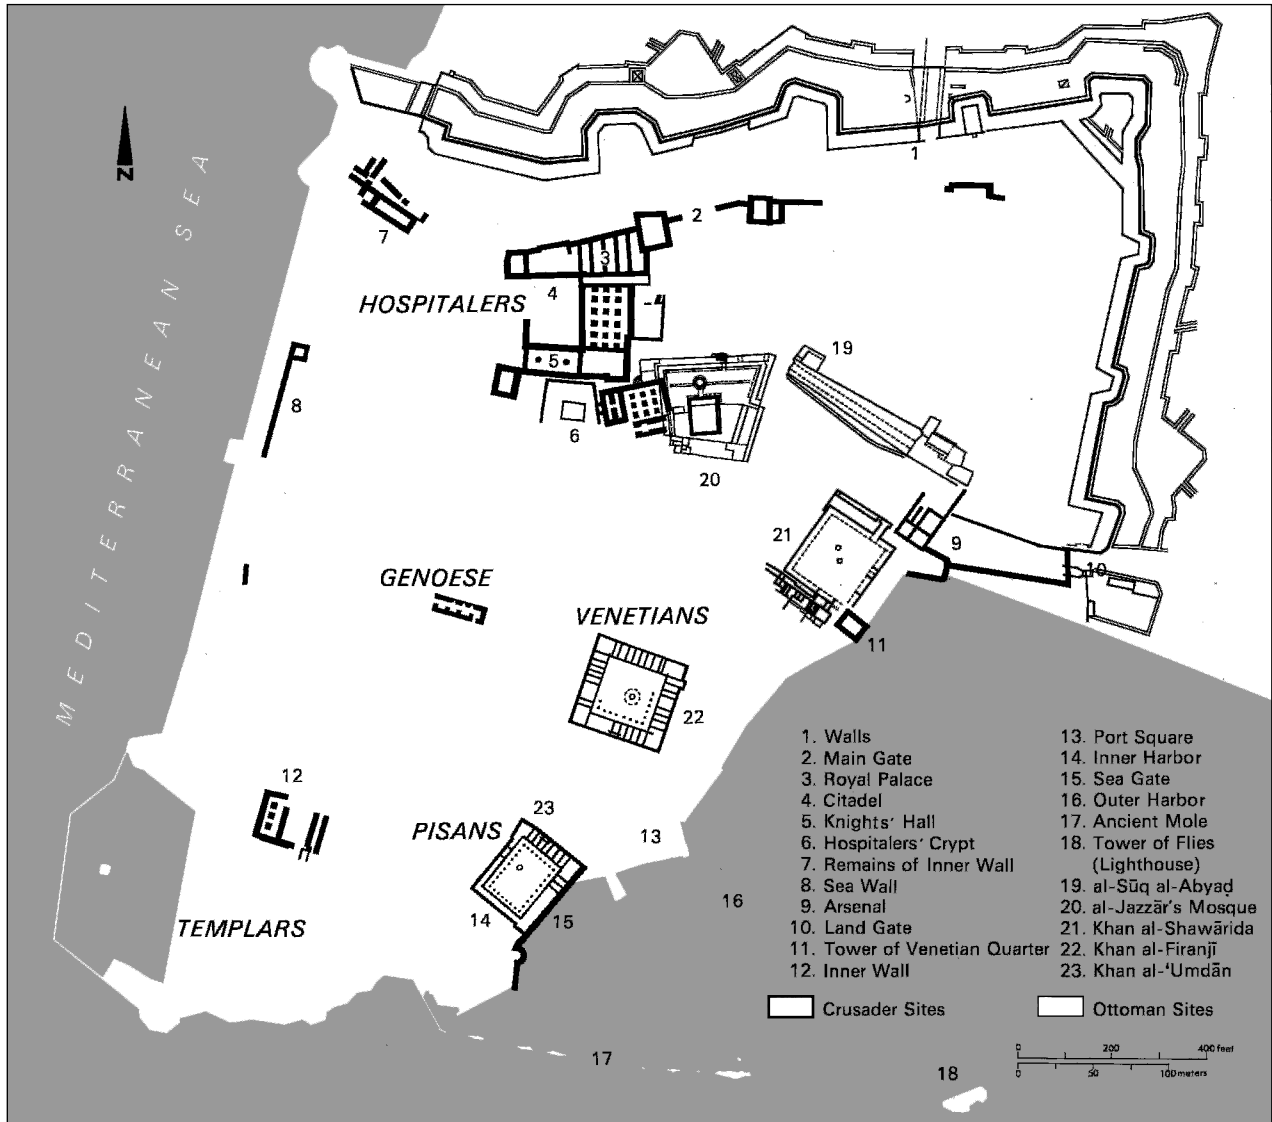 N
MEDITERRANEAN SEA
1
2
7
3
4
HOSPITALERS
5
19
8
6
20
21
9
10
GENOESE
VENETIANS
11
22
12
23
PISANS
13
14
15
16
TEMPLARS
17
18
1. Walls
2. Main Gate
3. Royal Palace
4. Citadel
5. Knights' Hall
6. Hospitalers' Crypt
7. Remains of Inner Wall
8. Sea Wall
9. Arsenal
10. Land Gate
11. Tower of Venetian Quarter
12. Inner Wall
13. Port Square
14. Inner Harbor
15. Sea Gate
16. Outer Harbor
17. Ancient Mole
18. Tower of Flies
(Lighthouse)
19. al-Sūq al-Abyaḍ
20. al-Jazzār's Mosque
21. Khan al-Shawārida
22. Khan al-Firanjī
23. Khan al-'Umdān
Crusader Sites
Ottoman Sites
0 200 400 feet
0 50 100 meters